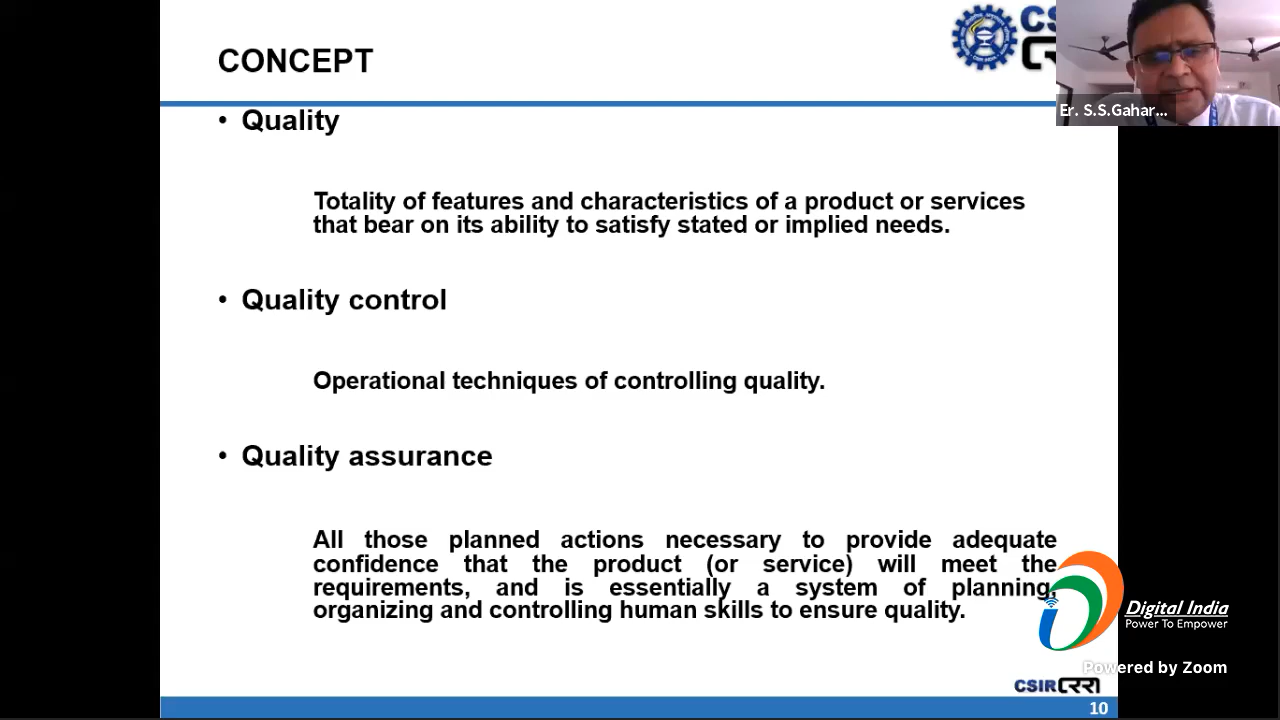 CONCEPT
CS
Er. S.S.Gahar...
• Quality
Totality of features and characteristics of a product or services
that bear on its ability to satisfy stated or implied needs.
• Quality control
Operational techniques of controlling quality.
• Quality assurance
All those planned actions necessary to provide adequate
confidence that the product (or service) will meet the
requirements, and is essentially a system of planning,
organizing and controlling human skills to ensure quality.
Digital India
Power To Empower
Powered by Zoom
CSIR CRRI
10